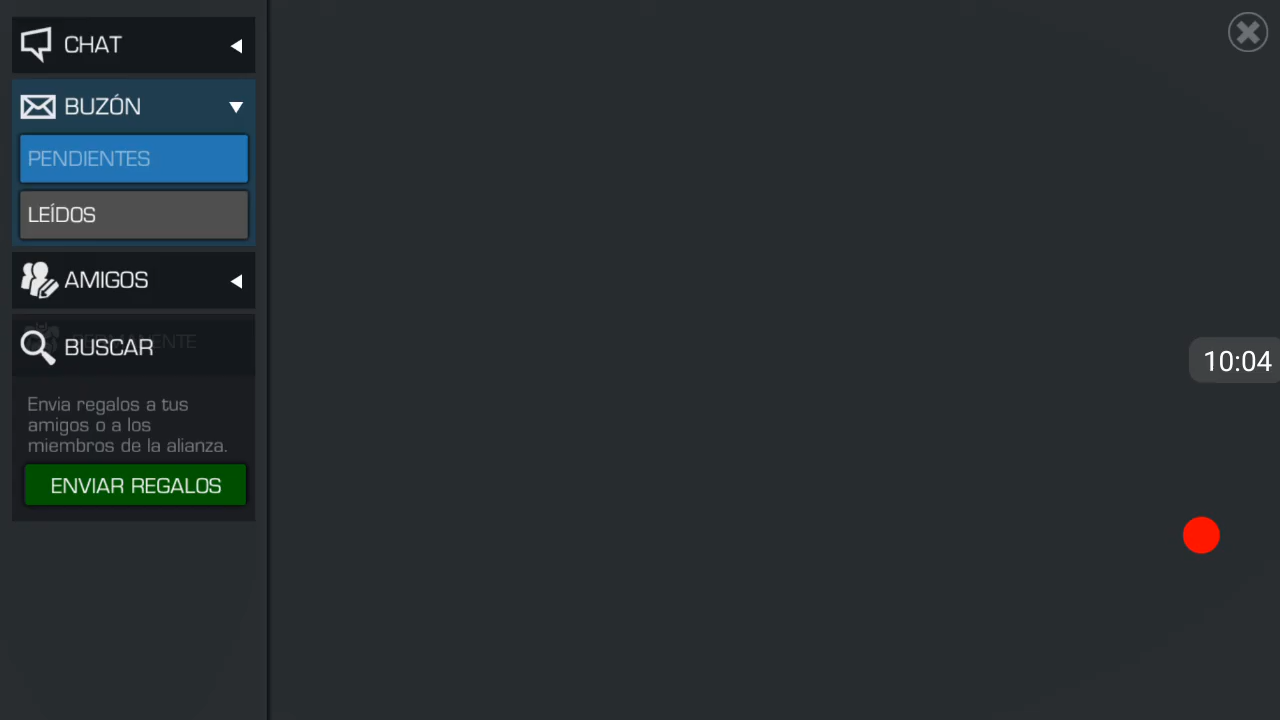 CHAT
BUZÓN
PENDIENTES
LEÍDOS
AMIGOS
BUSCAR
Envia regalos a tus
amigos o a los
miembros de la alianza.
ENVIAR REGALOS
10:04